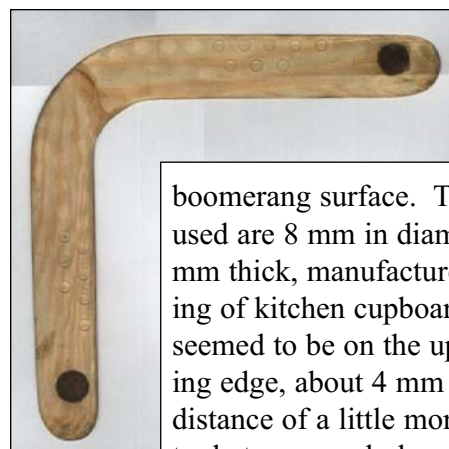 boomerang surface.
used are 8 mm in diam
mm thick, manufacture
ing of kitchen cupboar
seemed to be on the up
ing edge, about 4 mm
distance of a little mor